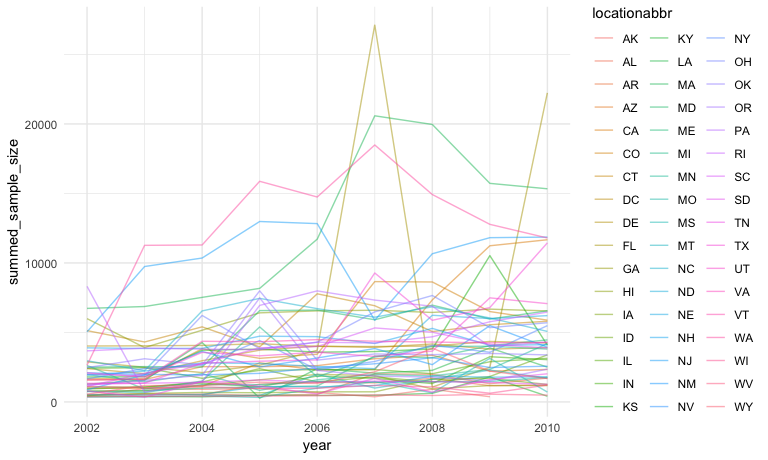 locationabbr
AK KY NY
AL LA OH
AR MA OK
AZ MD OR
CA ME PA
CO MI RI
CT MN SC
DC MO SD
DE MS TN
FL MT TX
GA NC UT
HI ND VA
IA NE VT
ID NH WA
IL NJ WI
IN NM WV
KS NV WY
summed_sample_size
20000
10000
0
2002 2004 2006 2008 2010
year